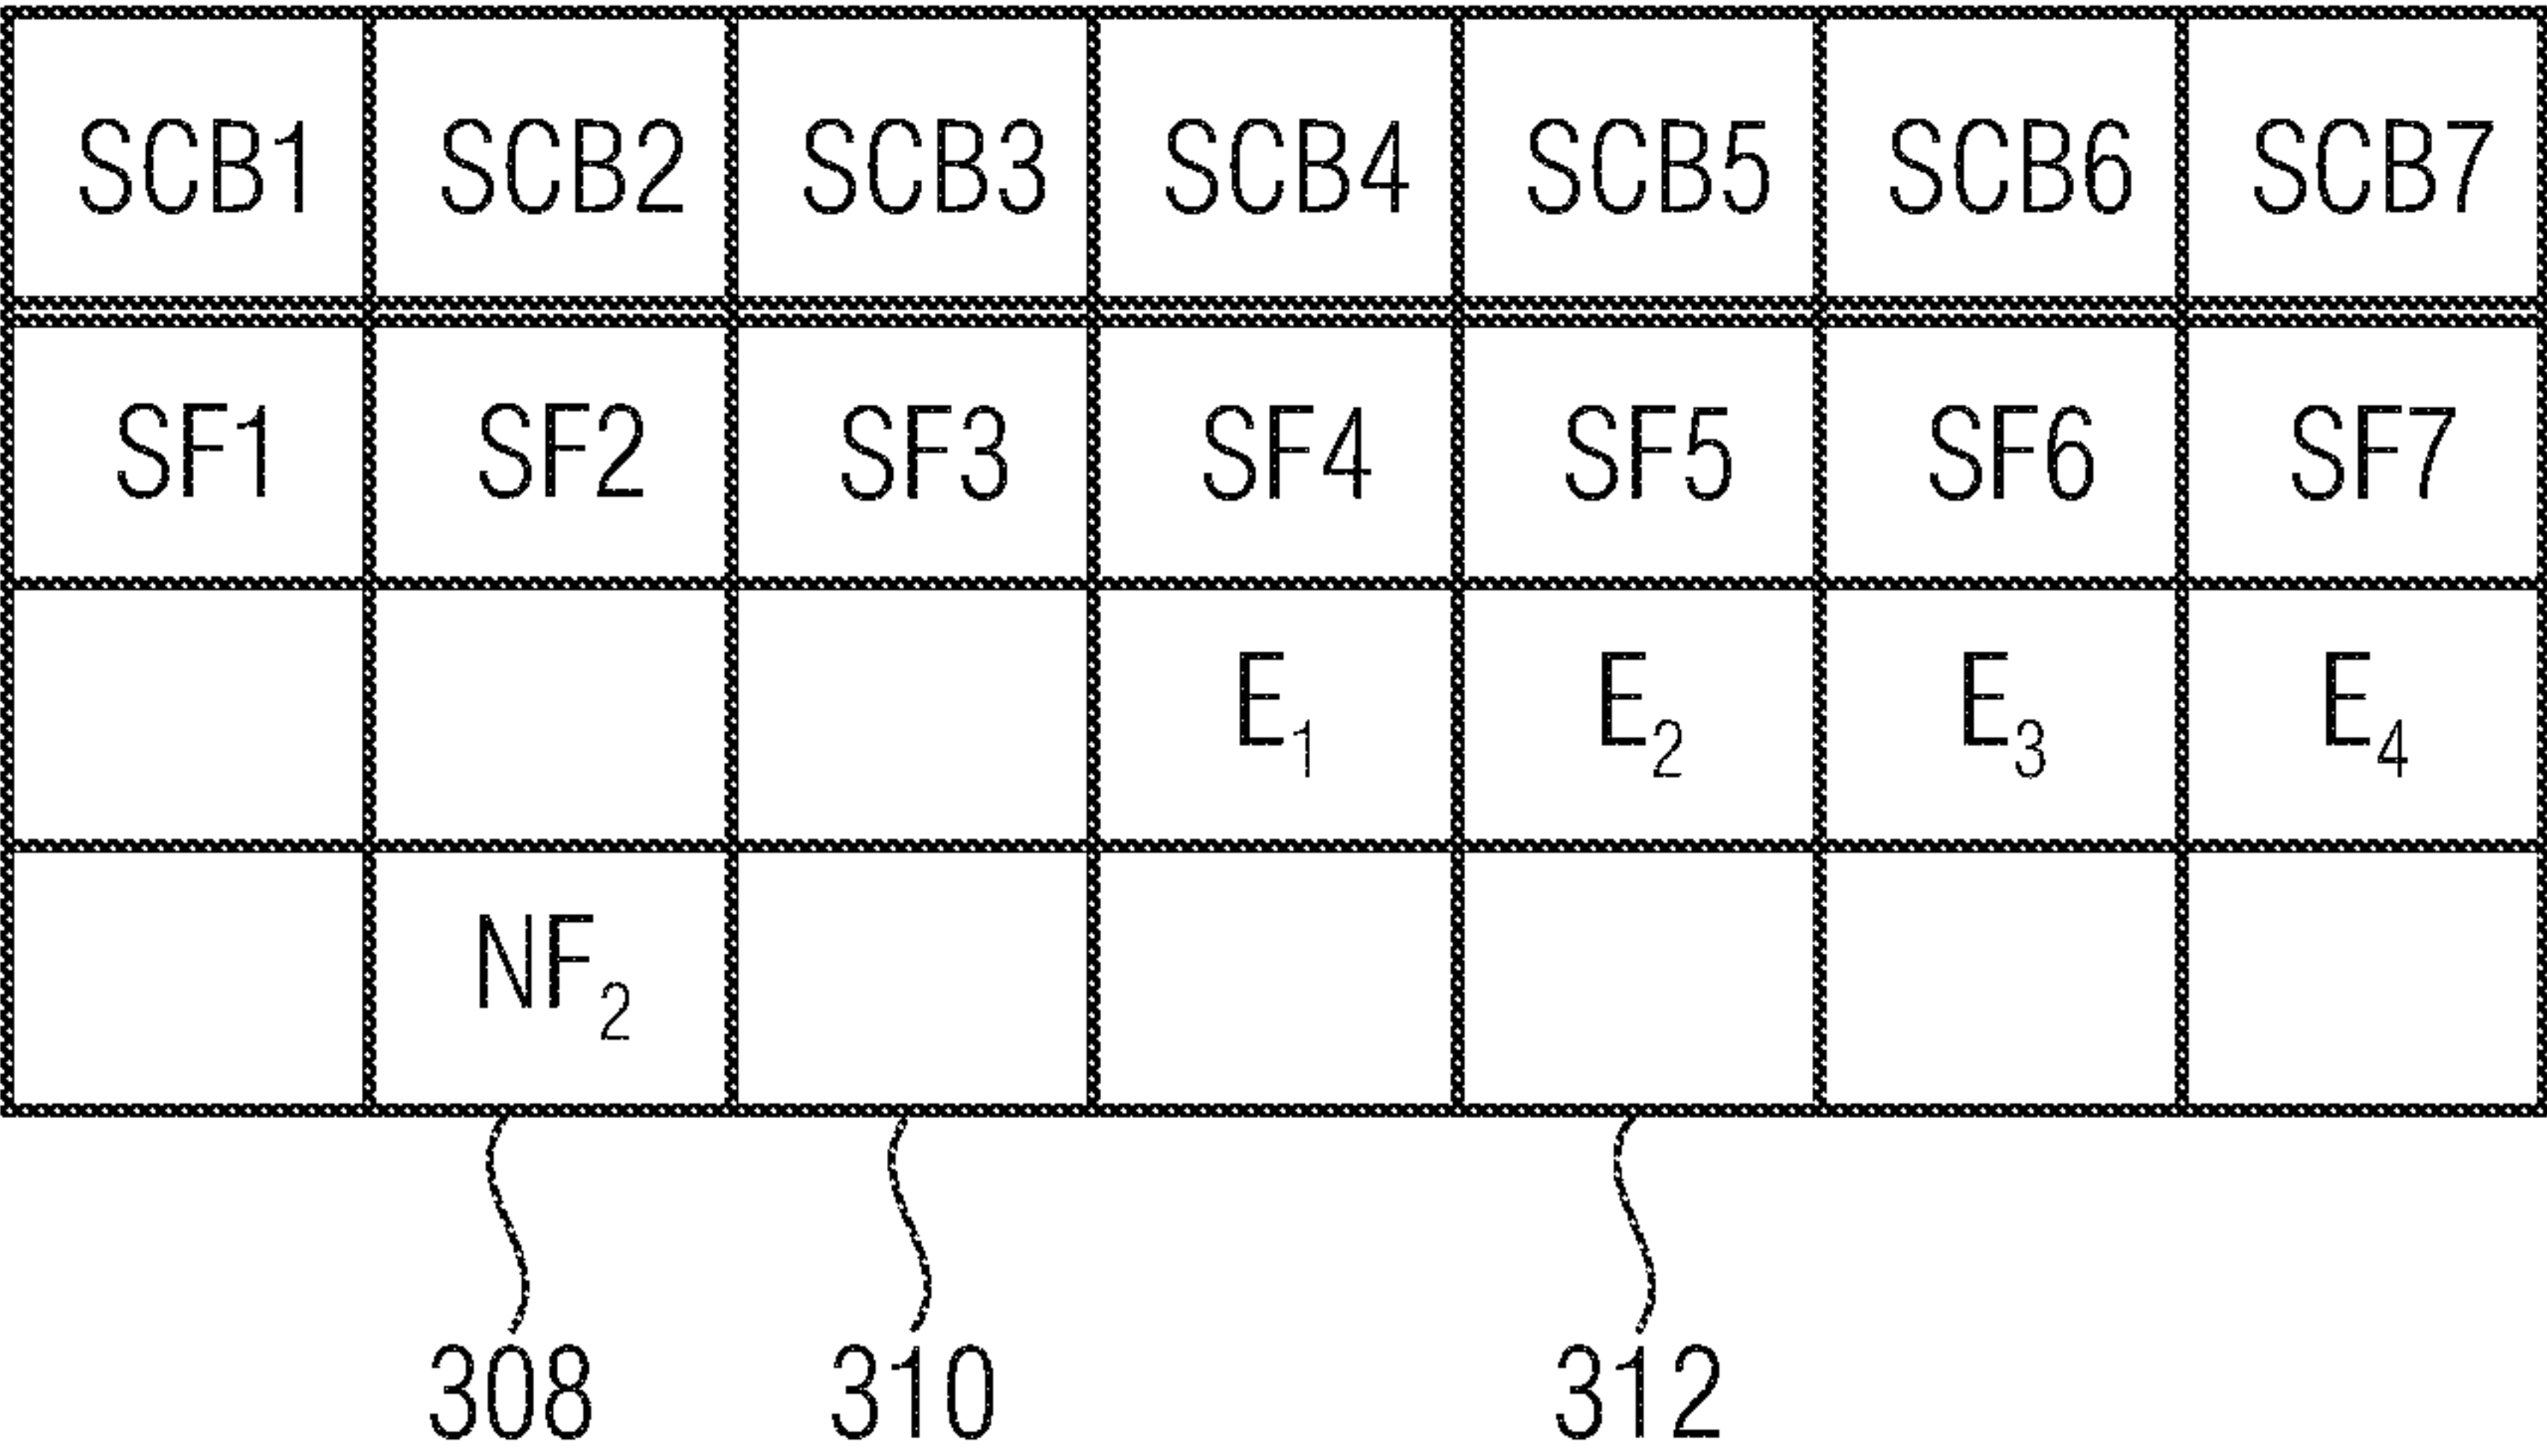 SCB1 SCB2 SCB3 SCB4 SCB5 SCB6 SCB7
SF1 SF2 SF3 SF4 SF5 SF6 SF7
E₁ E₂ E₃ E₄
NF₂
308 310 312